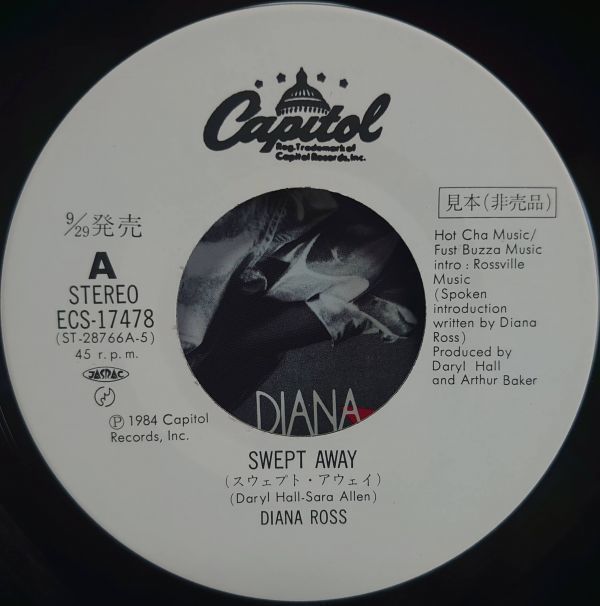 Capitol
Reg. Trademark of
Capitol Records, Inc.
9/29発売
A
STEREO
ECS-17478
(ST-28766A-5)
45 r.p.m.
JASRAC
Ⓟ 1984 Capitol
Records, Inc.
見本(非売品)
Hot Cha Music/
Fust Buzza Music
intro : Rossville
Music
(Spoken
introduction
written by Diana
Ross)
Produced by
Daryl Hall
and Arthur Baker
DIANA
SWEPT AWAY
(スウェプト・アウェイ)
(Daryl Hall-Sara Allen)
DIANA ROSS